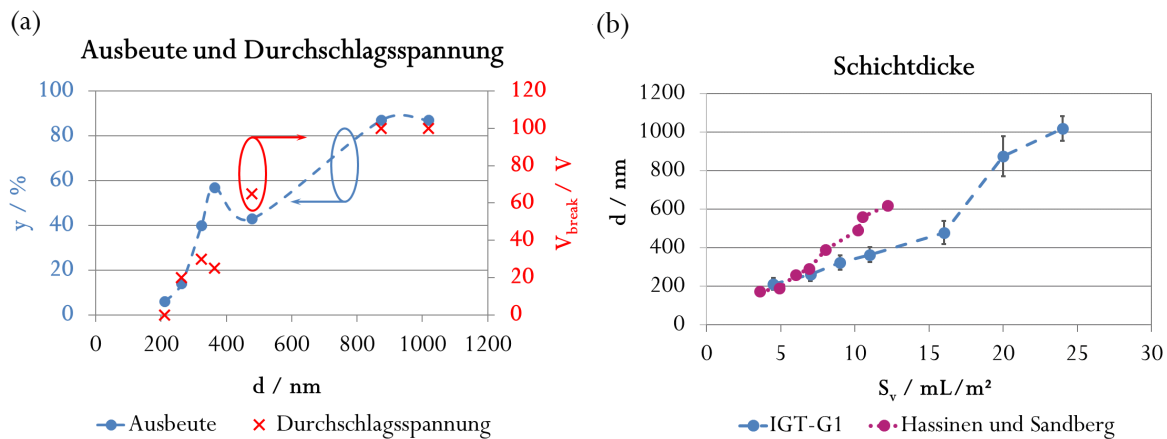 (a)
Ausbeute und Durchschlagsspannung
y / %
100
80
60
40
20
0
V_break / V
120
100
80
60
40
20
0
0 200 400 600 800 1000 1200
d / nm
Ausbeute Durchschlagsspannung
(b)
Schichtdicke
d / nm
1200
1000
800
600
400
200
0
0 5 10 15 20 25 30
S_v / mL/m²
IGT-G1 Hassinen und Sandberg